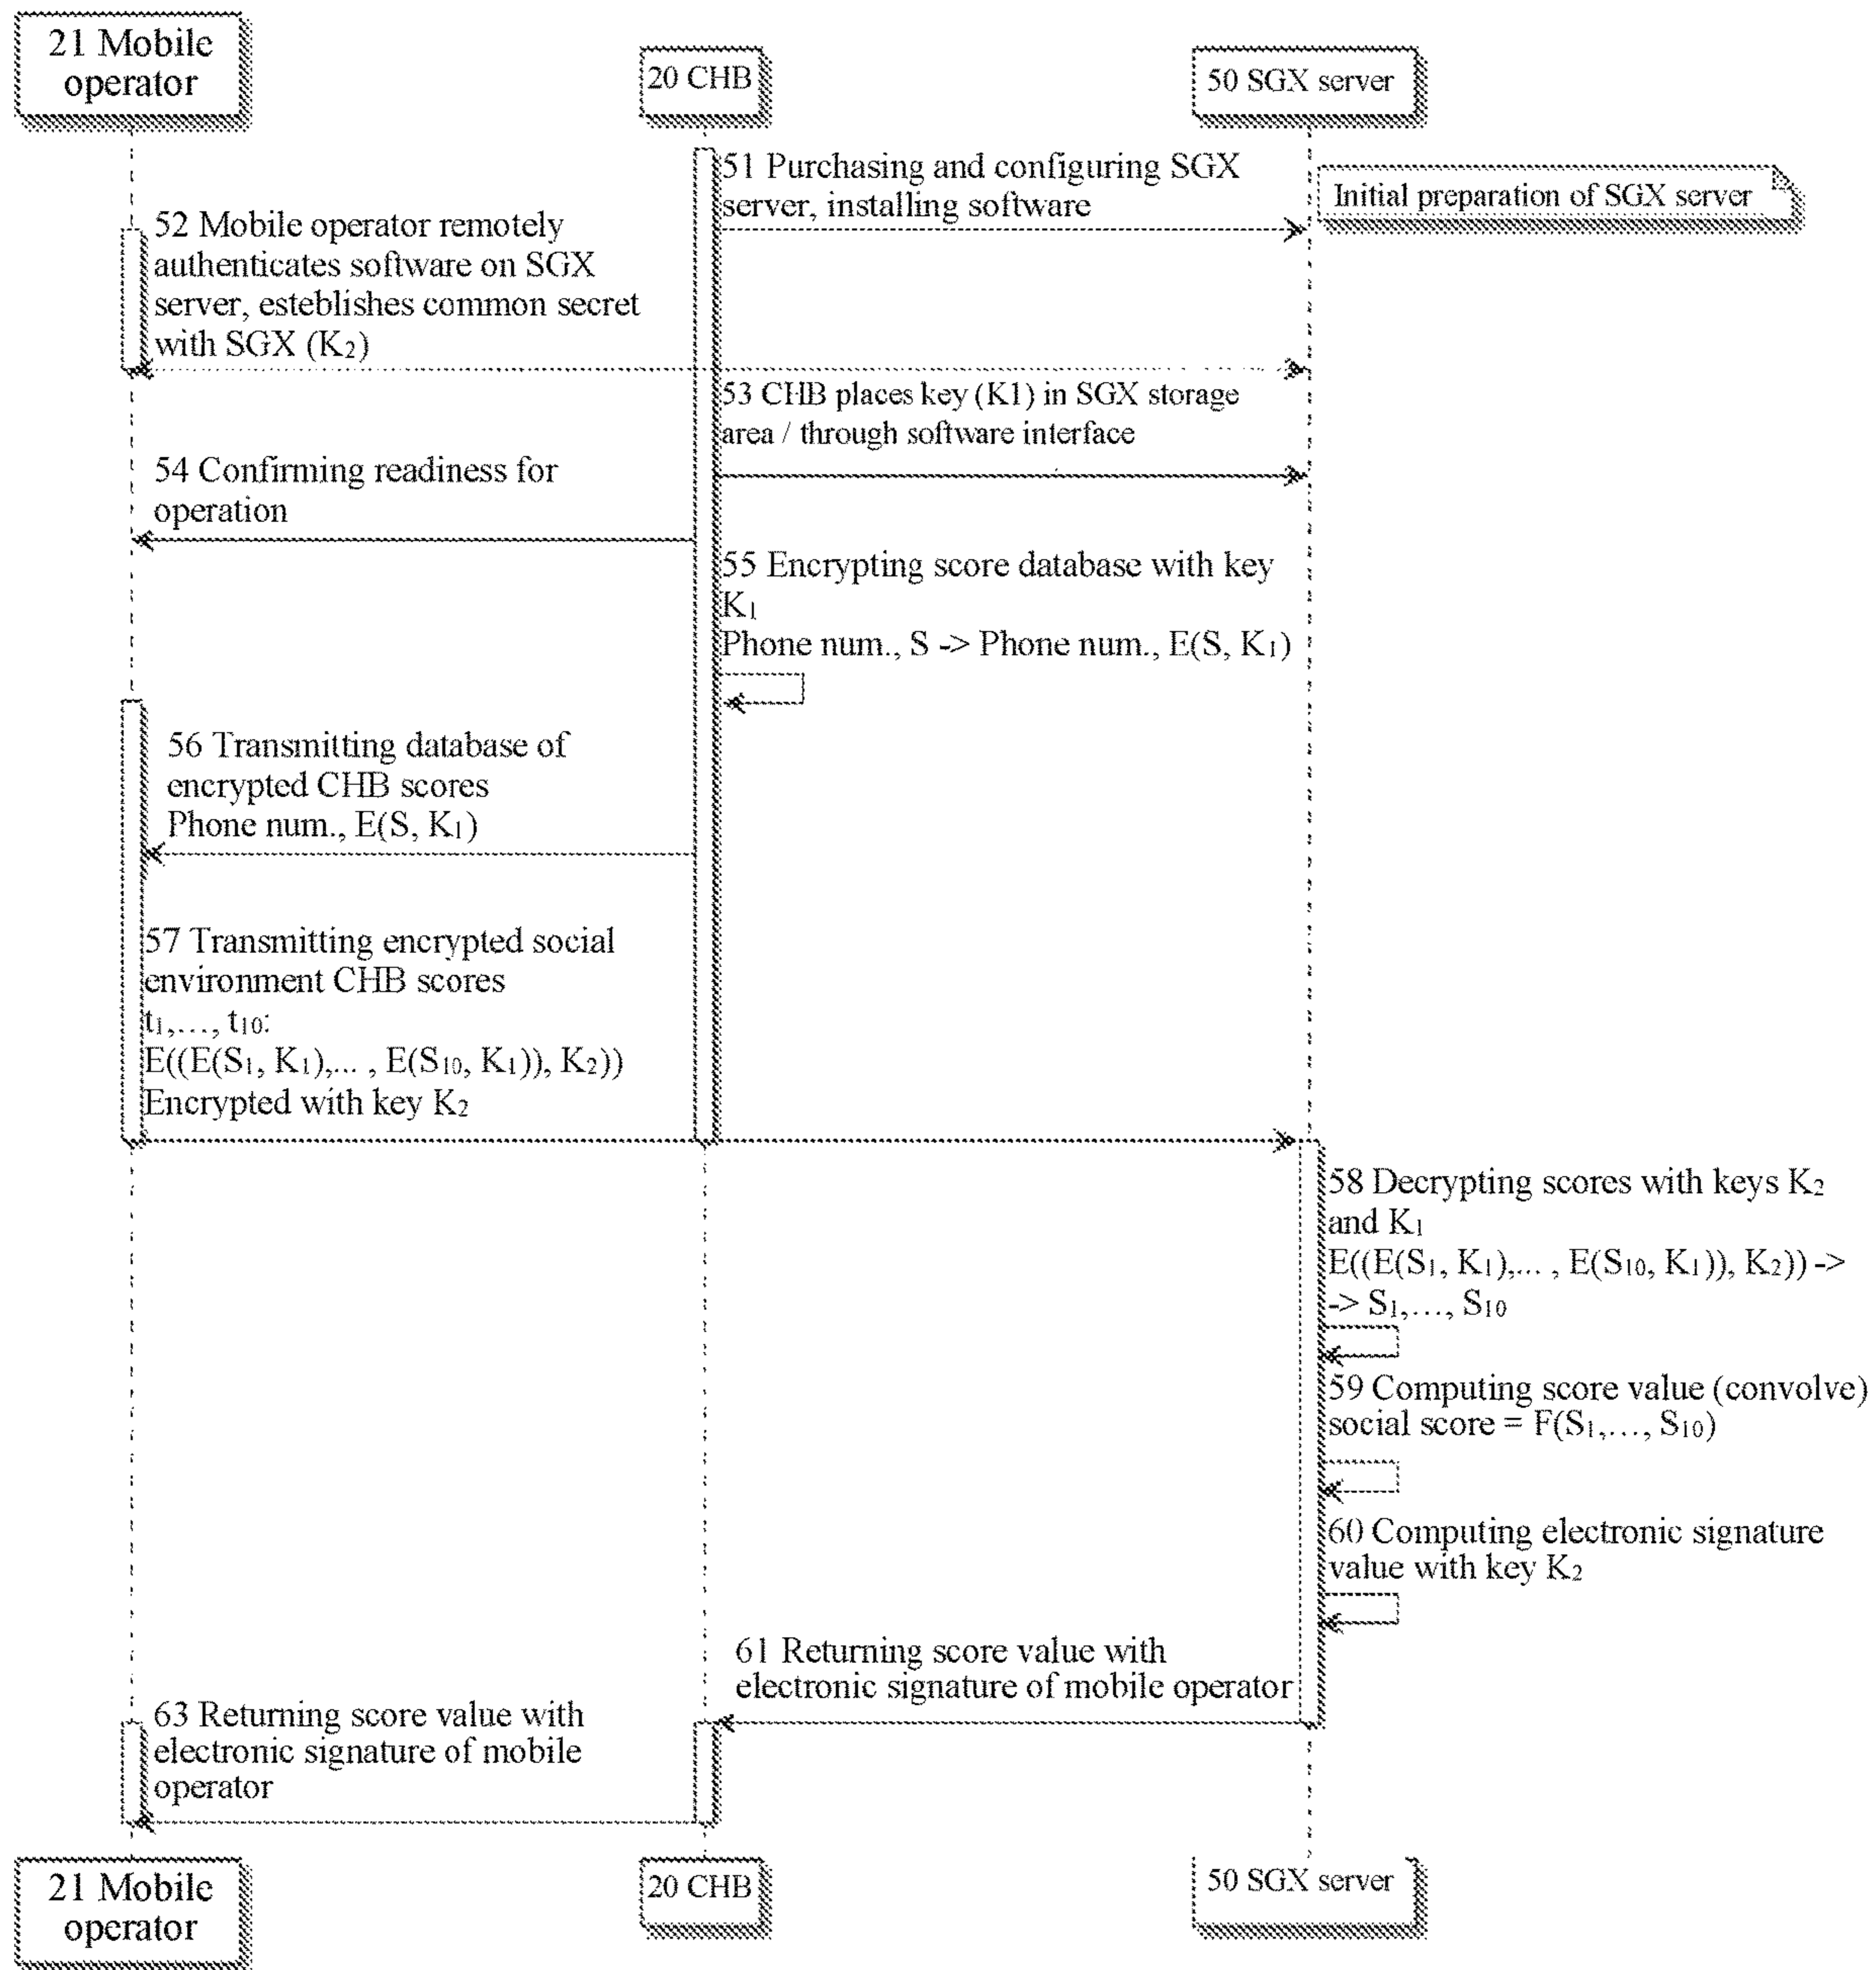 21 Mobile
operator
20 CHB
50 SGX server
51 Purchasing and configuring SGX
server, installing software
Initial preparation of SGX server
52 Mobile operator remotely
authenticates software on SGX
server, esteblishes common secret
with SGX (K₂)
53 CHB places key (K1) in SGX storage
area / through software interface
54 Confirming readiness for
operation
55 Encrypting score database with key
K₁
Phone num., S -> Phone num., E(S, K₁)
56 Transmitting database of
encrypted CHB scores
Phone num., E(S, K₁)
57 Transmitting encrypted social
environment CHB scores
t₁,..., t₁₀:
E((E(S₁, K₁),... , E(S₁₀, K₁)), K₂))
Encrypted with key K₂
58 Decrypting scores with keys K₂
and K₁
E((E(S₁, K₁),... , E(S₁₀, K₁)), K₂)) ->
-> S₁,..., S₁₀
59 Computing score value (convolve)
social score = F(S₁,..., S₁₀)
60 Computing electronic signature
value with key K₂
61 Returning score value with
electronic signature of mobile operator
63 Returning score value with
electronic signature of mobile
operator
21 Mobile
operator
20 CHB
50 SGX server